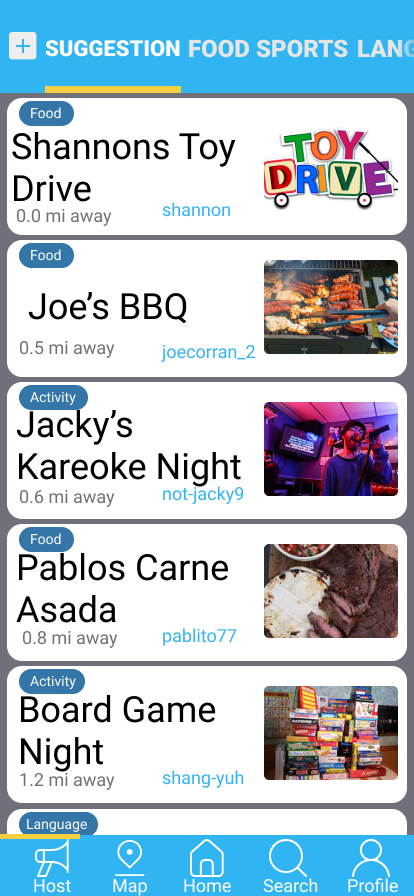 SUGGESTION FOOD SPORTS LANG
Food
Shannons Toy
Drive
0.0 mi away
shannon
TOY
DRIVE
Food
Joe's BBQ
0.5 mi away
joecorran_2
Activity
Jacky's
Kareoke Night
0.6 mi away
not-jacky9
Food
Pablos Carne
Asada
0.8 mi away
pablito77
Activity
Board Game
Night
1.2 mi away
shang-yuh
Language
Host Map Home Search Profile